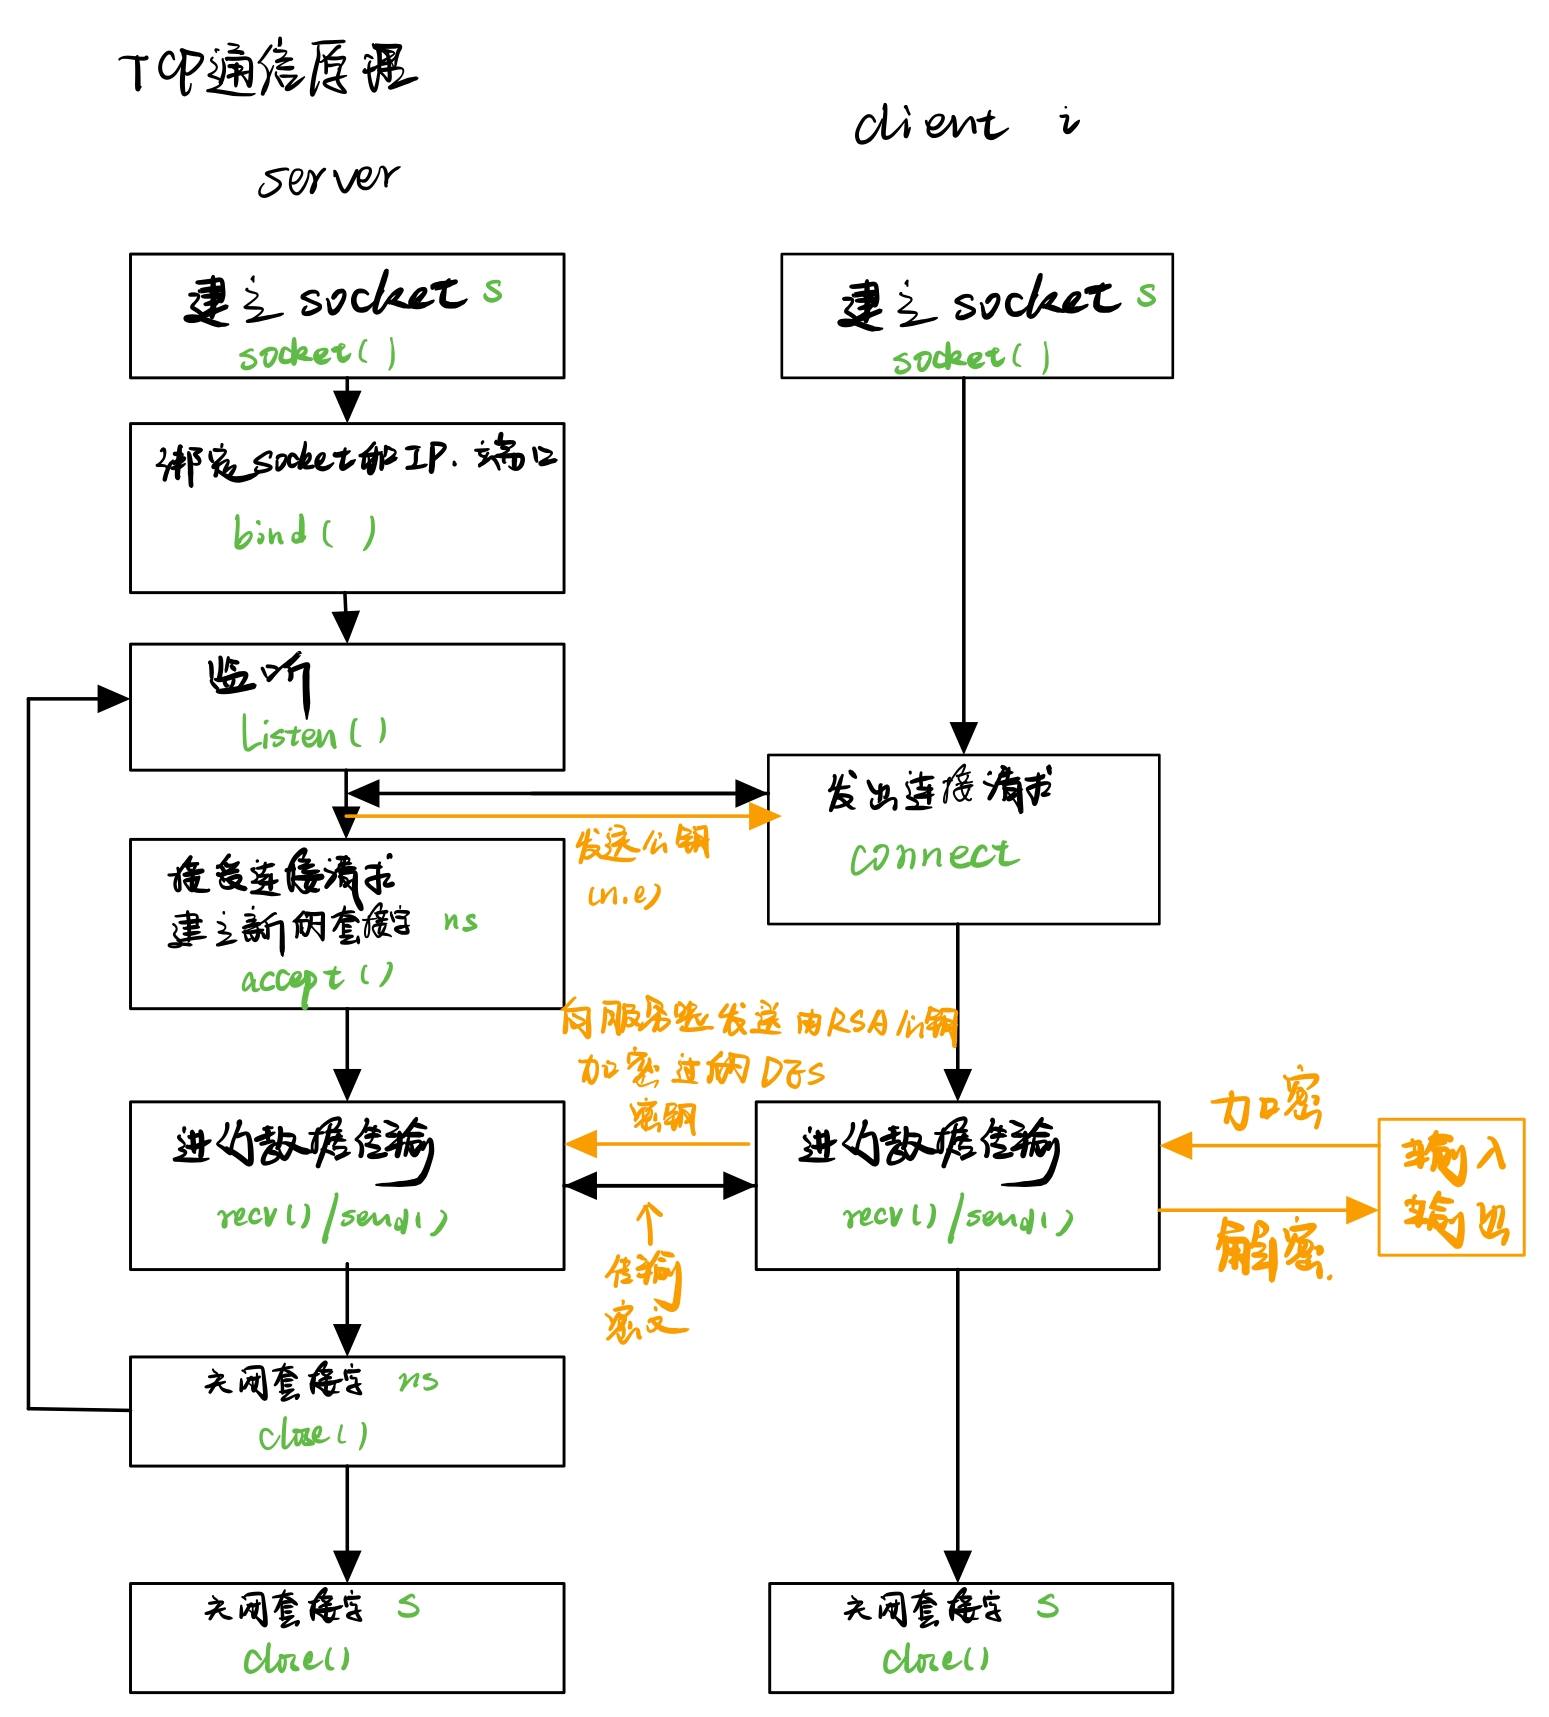 TCP通信原理
client i
server
建立socket s
socket()
建立socket s
socket()
绑定socket和IP、端口
bind( )
监听
Listen()
发出连接请求
connect
发送公钥
(n.e)
接受连接请求
建立新的套接字 ns
accept()
向服务器发送由RSA公钥
加密过的DES
密钥
进行数据传输
recv()/send()
进行数据传输
recv()/send()
加密
输入
输出
解密.
传输
密文
关闭套接字 ns
close()
关闭套接字 s
close()
关闭套接字 s
close()